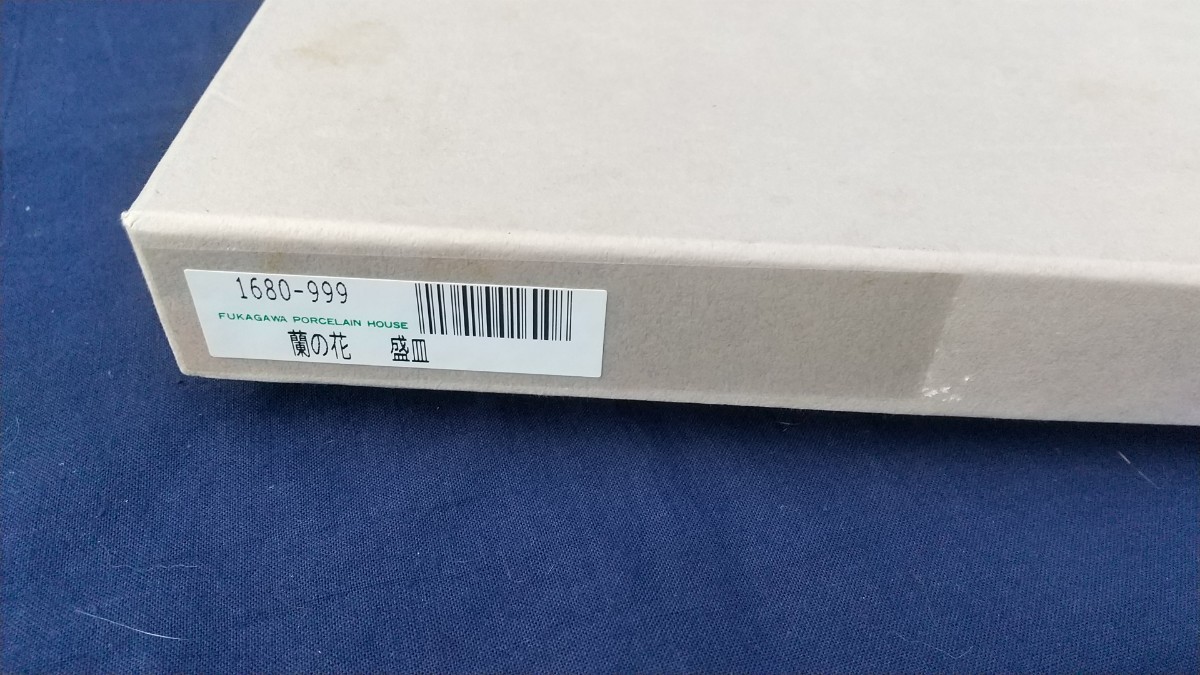 1680-999
FUKAGAWA PORCELAIN HOUSE
蘭の花 盛皿